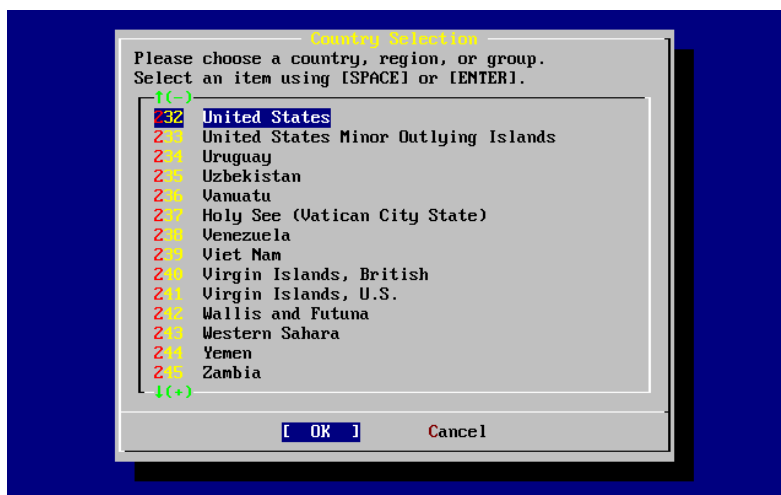 Country Selection
Please choose a country, region, or group.
Select an item using [SPACE] or [ENTER].
↑(-)
232 United States
233 United States Minor Outlying Islands
234 Uruguay
235 Uzbekistan
236 Vanuatu
237 Holy See (Vatican City State)
238 Venezuela
239 Viet Nam
240 Virgin Islands, British
241 Virgin Islands, U.S.
242 Wallis and Futuna
243 Western Sahara
244 Yemen
245 Zambia
↓(+)
[ OK ] Cancel